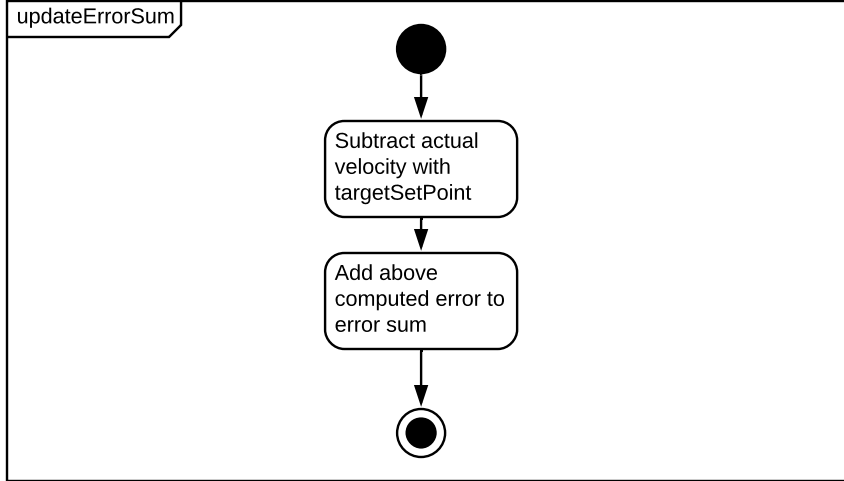 updateErrorSum
Subtract actual
velocity with
targetSetPoint
Add above
computed error to
error sum